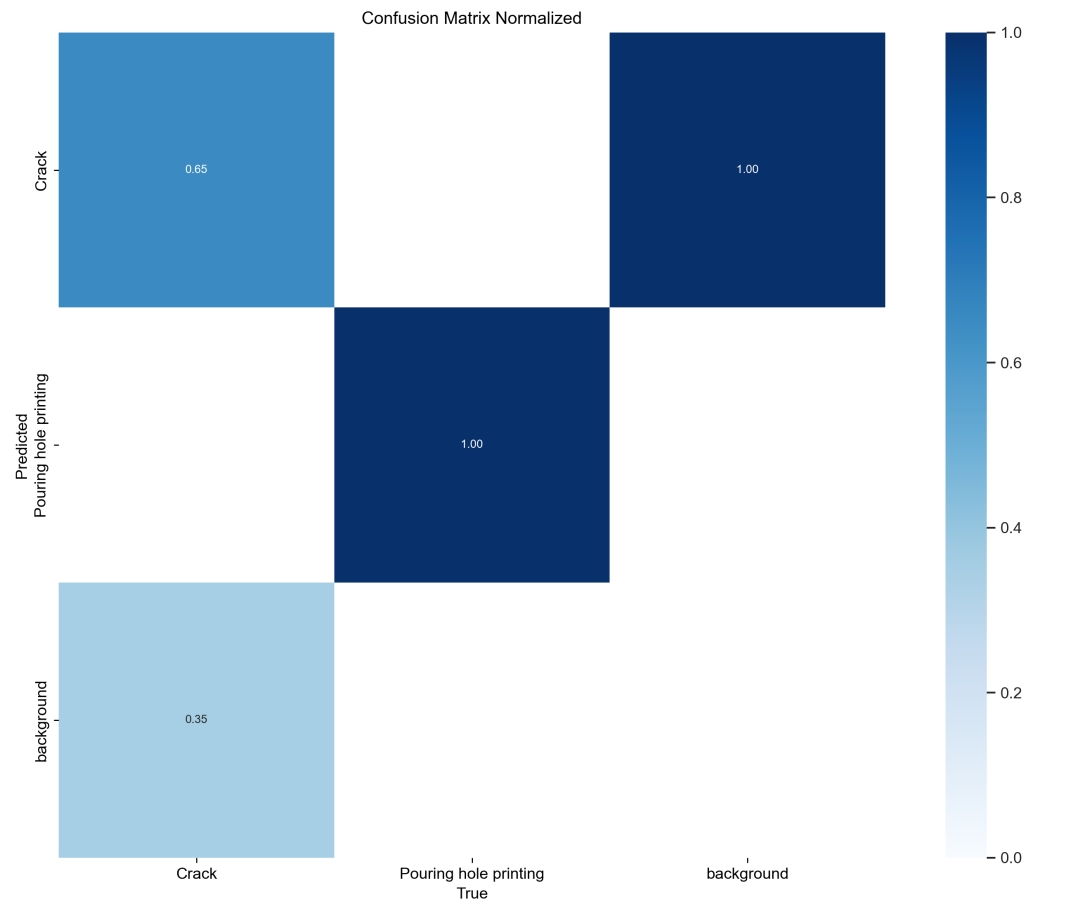 Confusion Matrix Normalized
Crack
0.65
1.00
1.0
0.8
0.6
0.4
0.2
0.0
Predicted
Pouring hole printing
1.00
background
0.35
Crack
Pouring hole printing
background
True